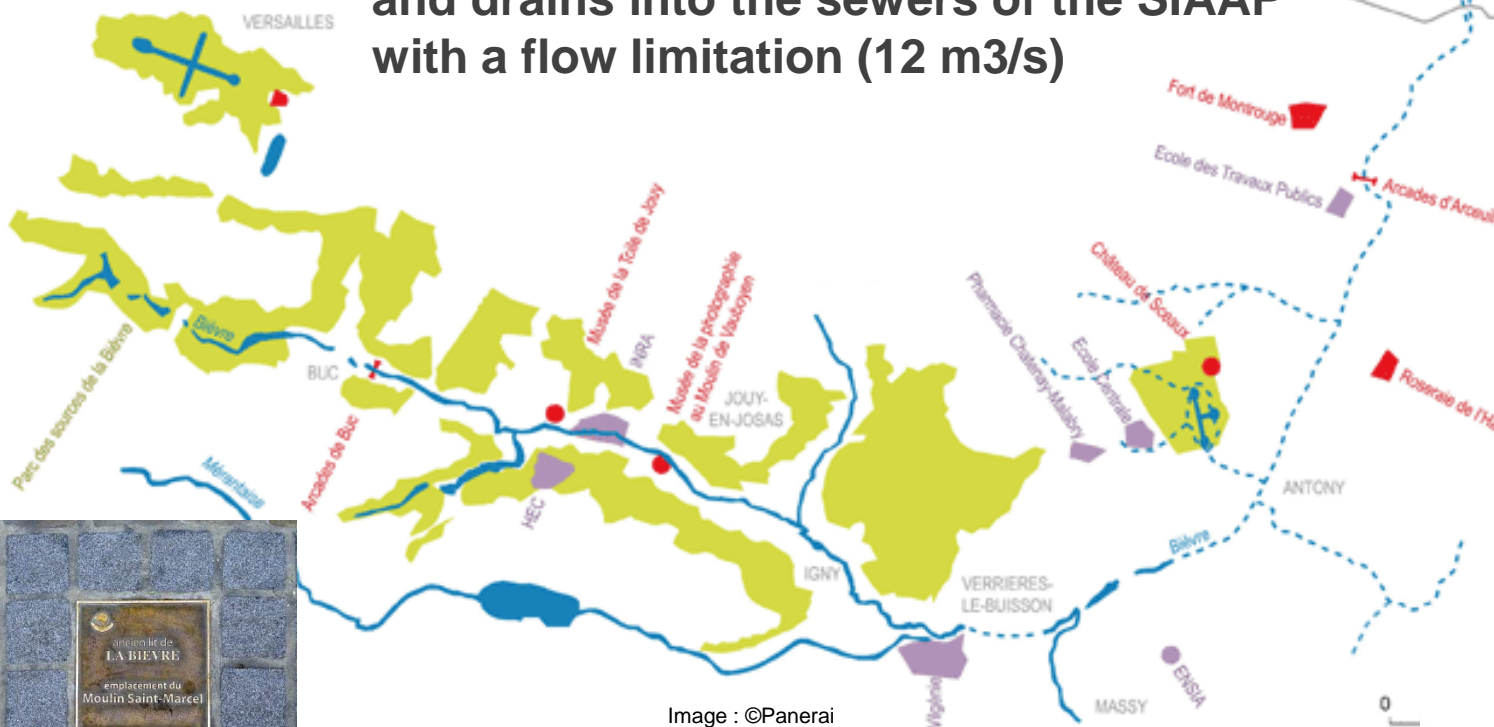 and drains into the sewers of the SIAAP
with a flow limitation (12 m3/s)
VERSAILLES
Fort de Montrouge
Ecole des Travaux Publics
Arcades d'Arcueil
Musée de la Toile de Jouy
Musée de la photographie
au Moulin de Vauboyen
INRA
Château de Sceaux
Pharmacie Chatenay-Malabry
Ecole Centrale
Roseraie de l'Ha
Parc des sources de la Bièvre
Bièvre
BUC
Arcades de Buc
JOUY-
EN-JOSAS
Mérantaise
HEC
ANTONY
Bièvre
IGNY
VERRIERES-
LE-BUISSON
ENSIA
MASSY
Vilgénie
0
ancien lit de
LA BIEVRE
emplacement du
Moulin Saint-Marcel
Image : ©Panerai